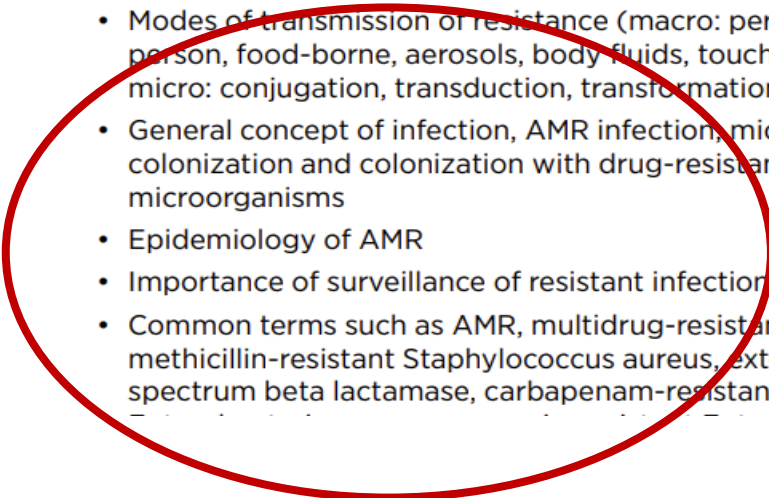 • Modes of transmission of resistance (macro: per
person, food-borne, aerosols, body fluids, touch
micro: conjugation, transduction, transformation
• General concept of infection, AMR infection, mic
colonization and colonization with drug-resistan
microorganisms
• Epidemiology of AMR
• Importance of surveillance of resistant infection
• Common terms such as AMR, multidrug-resistan
methicillin-resistant Staphylococcus aureus, ext
spectrum beta lactamase, carbapenam-resistan